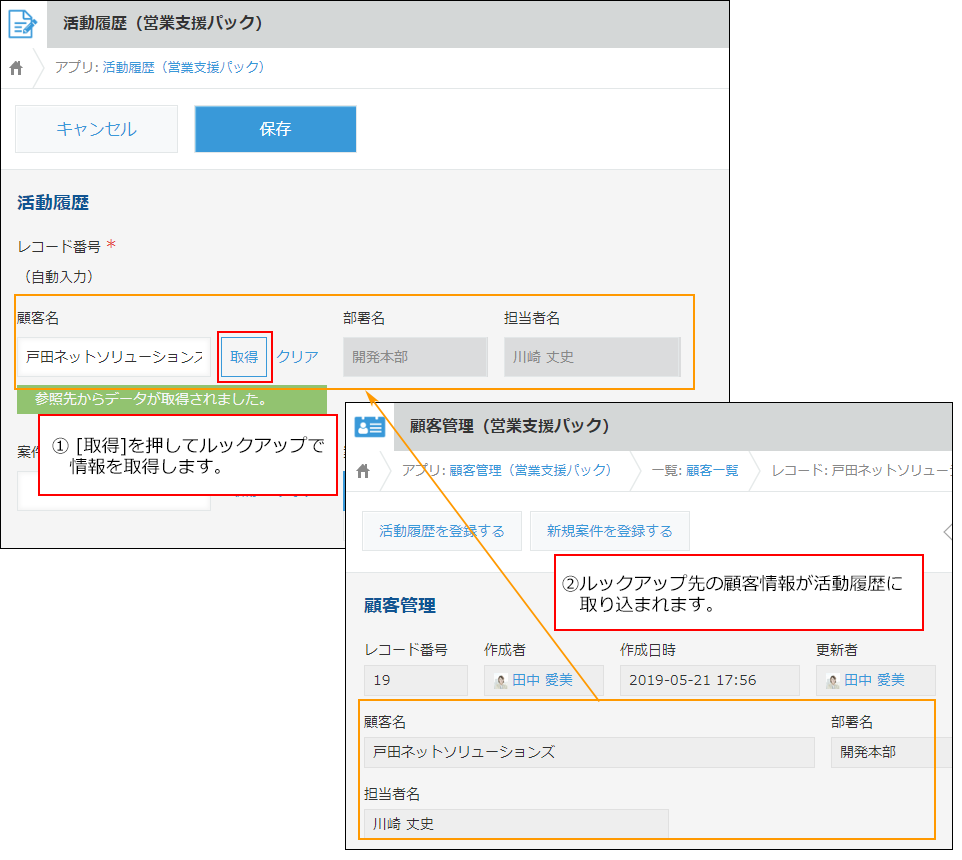 活動履歴（営業支援パック）
アプリ: 活動履歴（営業支援パック）
キャンセル 保存
活動履歴
レコード番号 *
（自動入力）
顧客名 部署名 担当者名
戸田ネットソリューションズ 取得 クリア 開発本部 川崎 丈史
参照先からデータが取得されました。
案件
① [取得]を押してルックアップで
情報を取得します。
顧客管理（営業支援パック）
アプリ: 顧客管理（営業支援パック） 一覧: 顧客一覧 レコード: 戸田ネットソリュー
活動履歴を登録する 新規案件を登録する
②ルックアップ先の顧客情報が活動履歴に
取り込まれます。
顧客管理
レコード番号 作成者 作成日時 更新者
19 田中 愛美 2019-05-21 17:56 田中 愛美
顧客名 部署名
戸田ネットソリューションズ 開発本部
担当者名
川崎 丈史